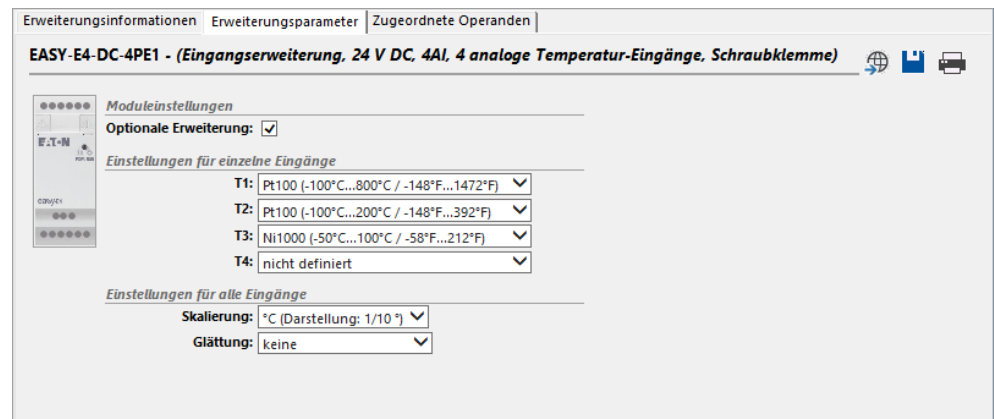 Erweiterungsinformationen Erweiterungsparameter Zugeordnete Operanden
EASY-E4-DC-4PE1 - (Eingangserweiterung, 24 V DC, 4AI, 4 analoge Temperatur-Eingänge, Schraubklemme)
Moduleinstellungen
Optionale Erweiterung:
Einstellungen für einzelne Eingänge
T1: Pt100 (-100°C...800°C / -148°F...1472°F)
T2: Pt100 (-100°C...200°C / -148°F...392°F)
T3: Ni1000 (-50°C...100°C / -58°F...212°F)
T4: nicht definiert
Einstellungen für alle Eingänge
Skalierung: °C (Darstellung: 1/10 °)
Glättung: keine
E.T.N